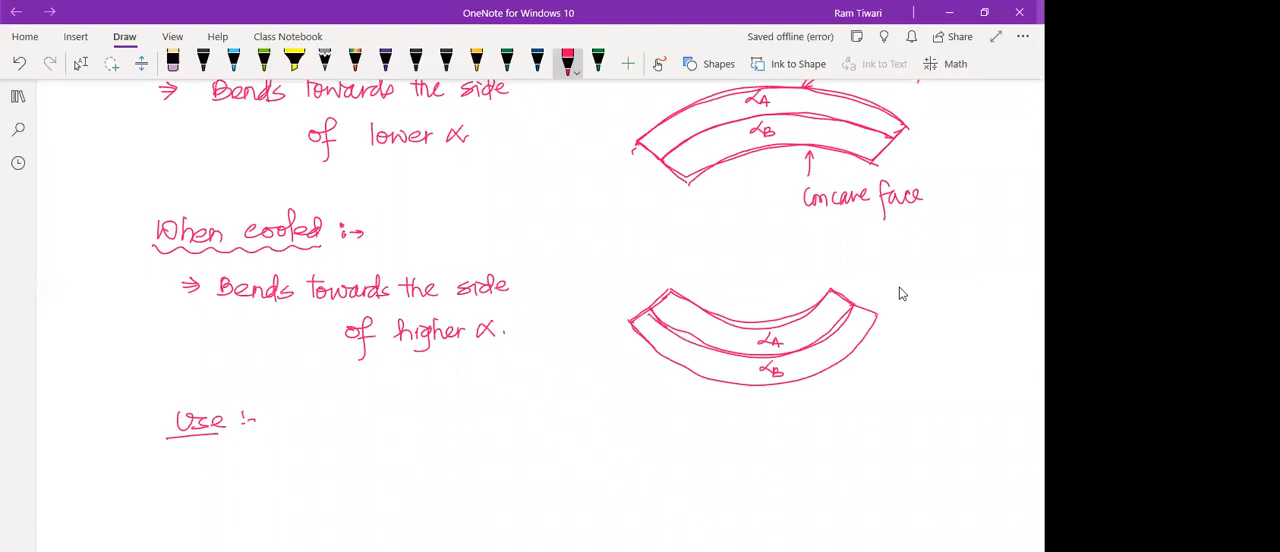 OneNote for Windows 10
Ram Tiwari
Home Insert Draw View Help Class Notebook
Saved offline (error)
Share
Shapes
Ink to Shape
Ink to Text
Math
⇒ Bends towards the side
of lower α
αA
αB
concave face
When cooled :→
⇒ Bends towards the side
of higher α.
αA
αB
Use :-